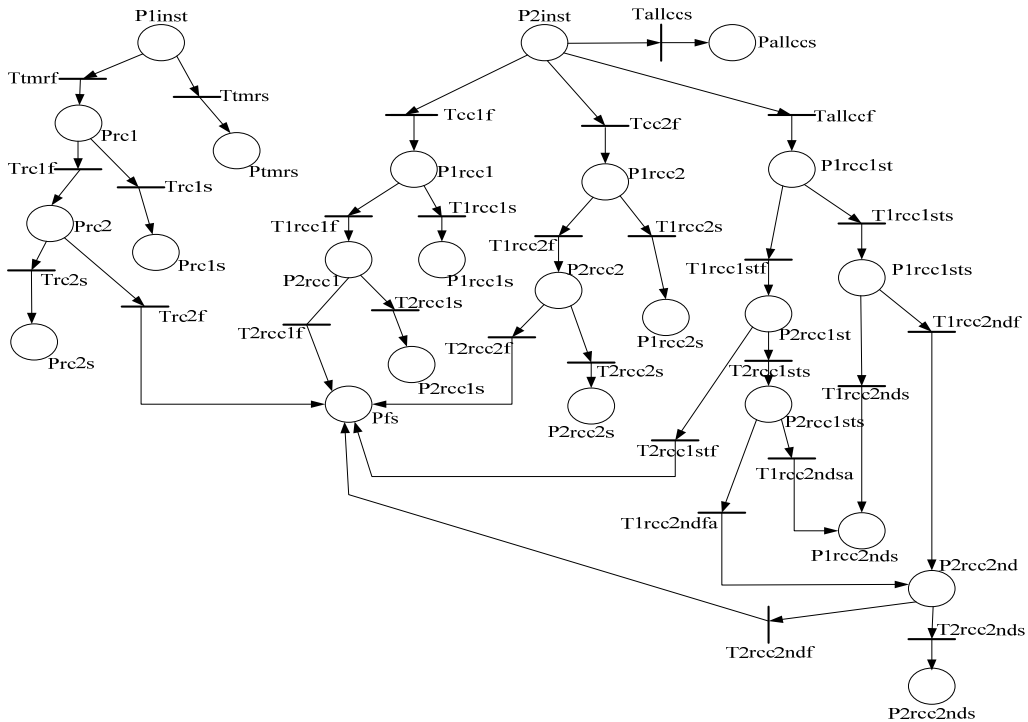 P1inst
P2inst
Tallccs
Pallccs
Ttmrf
Ttmrs
Tcc1f
Tcc2f
Tallccf
Prc1
Ptmrs
P1rcc1
P1rcc2
P1rcc1st
Trc1f
Trc1s
T1rcc1f
T1rcc1s
T1rcc2f
T1rcc2s
T1rcc1sts
Prc2
Prc1s
P2rcc1
P1rcc1s
P2rcc2
T1rcc1stf
P1rcc1sts
Trc2s
Trc2f
T2rcc1f
T2rcc1s
T2rcc2f
P1rcc2s
P2rcc1st
T1rcc2ndf
Prc2s
P2rcc1s
T2rcc2s
T2rcc1sts
T1rcc2nds
Pfs
P2rcc2s
P2rcc1sts
T2rcc1stf
T1rcc2ndsa
T1rcc2ndfa
P1rcc2nds
P2rcc2nd
T2rcc2ndf
T2rcc2nds
P2rcc2nds